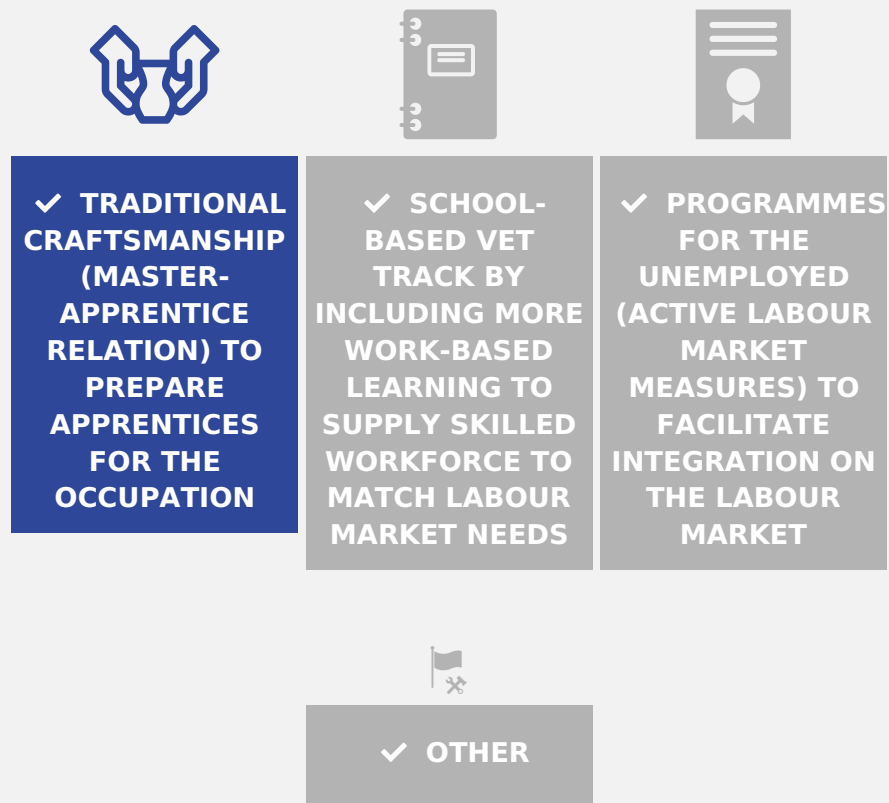 ✓ TRADITIONAL
CRAFTSMANSHIP
(MASTER-
APPRENTICE
RELATION) TO
PREPARE
APPRENTICES
FOR THE
OCCUPATION
✓ SCHOOL-
BASED VET
TRACK BY
INCLUDING MORE
WORK-BASED
LEARNING TO
SUPPLY SKILLED
WORKFORCE TO
MATCH LABOUR
MARKET NEEDS
✓ PROGRAMMES
FOR THE
UNEMPLOYED
(ACTIVE LABOUR
MARKET
MEASURES) TO
FACILITATE
INTEGRATION ON
THE LABOUR
MARKET
✓ OTHER